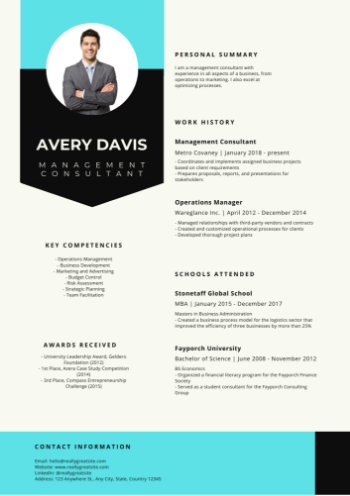 AVERY DAVIS
MANAGEMENT
CONSULTANT
KEY COMPETENCIES
- Operations Management
- Business Development
- Marketing and Advertising
- Budget Control
- Risk Assessment
- Strategic Planning
- Team Facilitation
AWARDS RECEIVED
- University Leadership Award, Geldens
Foundation (2012)
- 1st Place, Axera Case Study Competition
(2014)
- 3rd Place, Compass Entrepreneurship
Challenge (2015)
PERSONAL SUMMARY
I am a management consultant with
experience in all aspects of a business, from
operations to marketing. I also excel at
optimizing processes.
WORK HISTORY
Management Consultant
Metro Covaney | January 2018 - present
- Coordinates and implements assigned business projects
based on client requirements
- Prepares proposals, reports, and presentations for
stakeholders
Operations Manager
Wareglance Inc. | April 2012 - December 2014
- Managed relationships with third-party vendors and contracts
- Created and customized operational processes for clients
- Developed thorough project plans
SCHOOLS ATTENDED
Stonetaff Global School
MBA | January 2015 - December 2017
Masters in Business Administration
- Created a business process model for the logistics sector that
improved the efficiency of three businesses by more than 23%
Fayporch University
Bachelor of Science | June 2008 - November 2012
BS Economics
- Organized a financial literacy program for the Fayporch Finance
Society
- Served as a student consultant for the Fayporch Consulting
Group
CONTACT INFORMATION
Email: hello@reallygreatsite.com
Website: www.reallygreatsite.com
LinkedIn: @reallygreatsite
Address: 123 Anywhere St., Any City, State, Country 12345